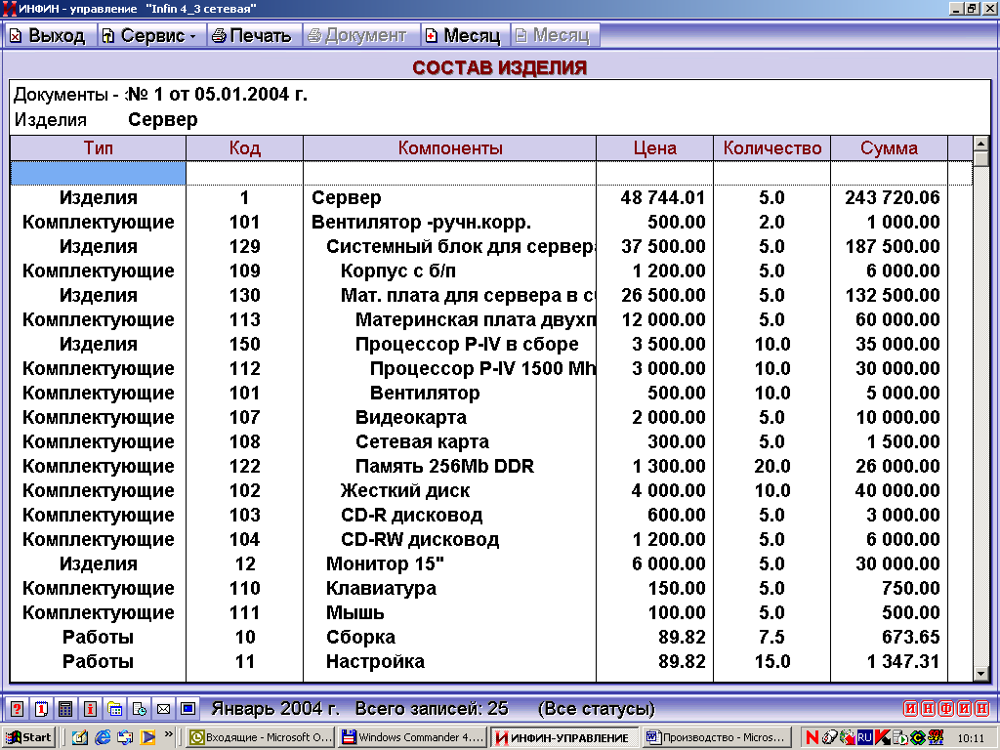 ИНФИН - управление "Infin 4_3 сетевая"
Выход Сервис Печать Документ Месяц Месяц
СОСТАВ ИЗДЕЛИЯ
Документы - :№ 1 от 05.01.2004 г.
Изделия Сервер
Тип Код Компоненты Цена Количество Сумма
Изделия 1 Сервер 48 744.01 5.0 243 720.06
Комплектующие 101 Вентилятор -ручн.корр. 500.00 2.0 1 000.00
Изделия 129 Системный блок для сервера 37 500.00 5.0 187 500.00
Комплектующие 109 Корпус с б/п 1 200.00 5.0 6 000.00
Изделия 130 Мат. плата для сервера в сб 26 500.00 5.0 132 500.00
Комплектующие 113 Материнская плата двухп 12 000.00 5.0 60 000.00
Изделия 150 Процессор P-IV в сборе 3 500.00 10.0 35 000.00
Комплектующие 112 Процессор P-IV 1500 Mh 3 000.00 10.0 30 000.00
Комплектующие 101 Вентилятор 500.00 10.0 5 000.00
Комплектующие 107 Видеокарта 2 000.00 5.0 10 000.00
Комплектующие 108 Сетевая карта 300.00 5.0 1 500.00
Комплектующие 122 Память 256Mb DDR 1 300.00 20.0 26 000.00
Комплектующие 102 Жесткий диск 4 000.00 10.0 40 000.00
Комплектующие 103 CD-R дисковод 600.00 5.0 3 000.00
Комплектующие 104 CD-RW дисковод 1 200.00 5.0 6 000.00
Изделия 12 Монитор 15" 6 000.00 5.0 30 000.00
Комплектующие 110 Клавиатура 150.00 5.0 750.00
Комплектующие 111 Мышь 100.00 5.0 500.00
Работы 10 Сборка 89.82 7.5 673.65
Работы 11 Настройка 89.82 15.0 1 347.31
Январь 2004 г. Всего записей: 25 (Все статусы) ИНФИН
Start Входящие - Microsoft O... Windows Commander 4.... ИНФИН-УПРАВЛЕНИЕ Производство - Micros... RU 10:11